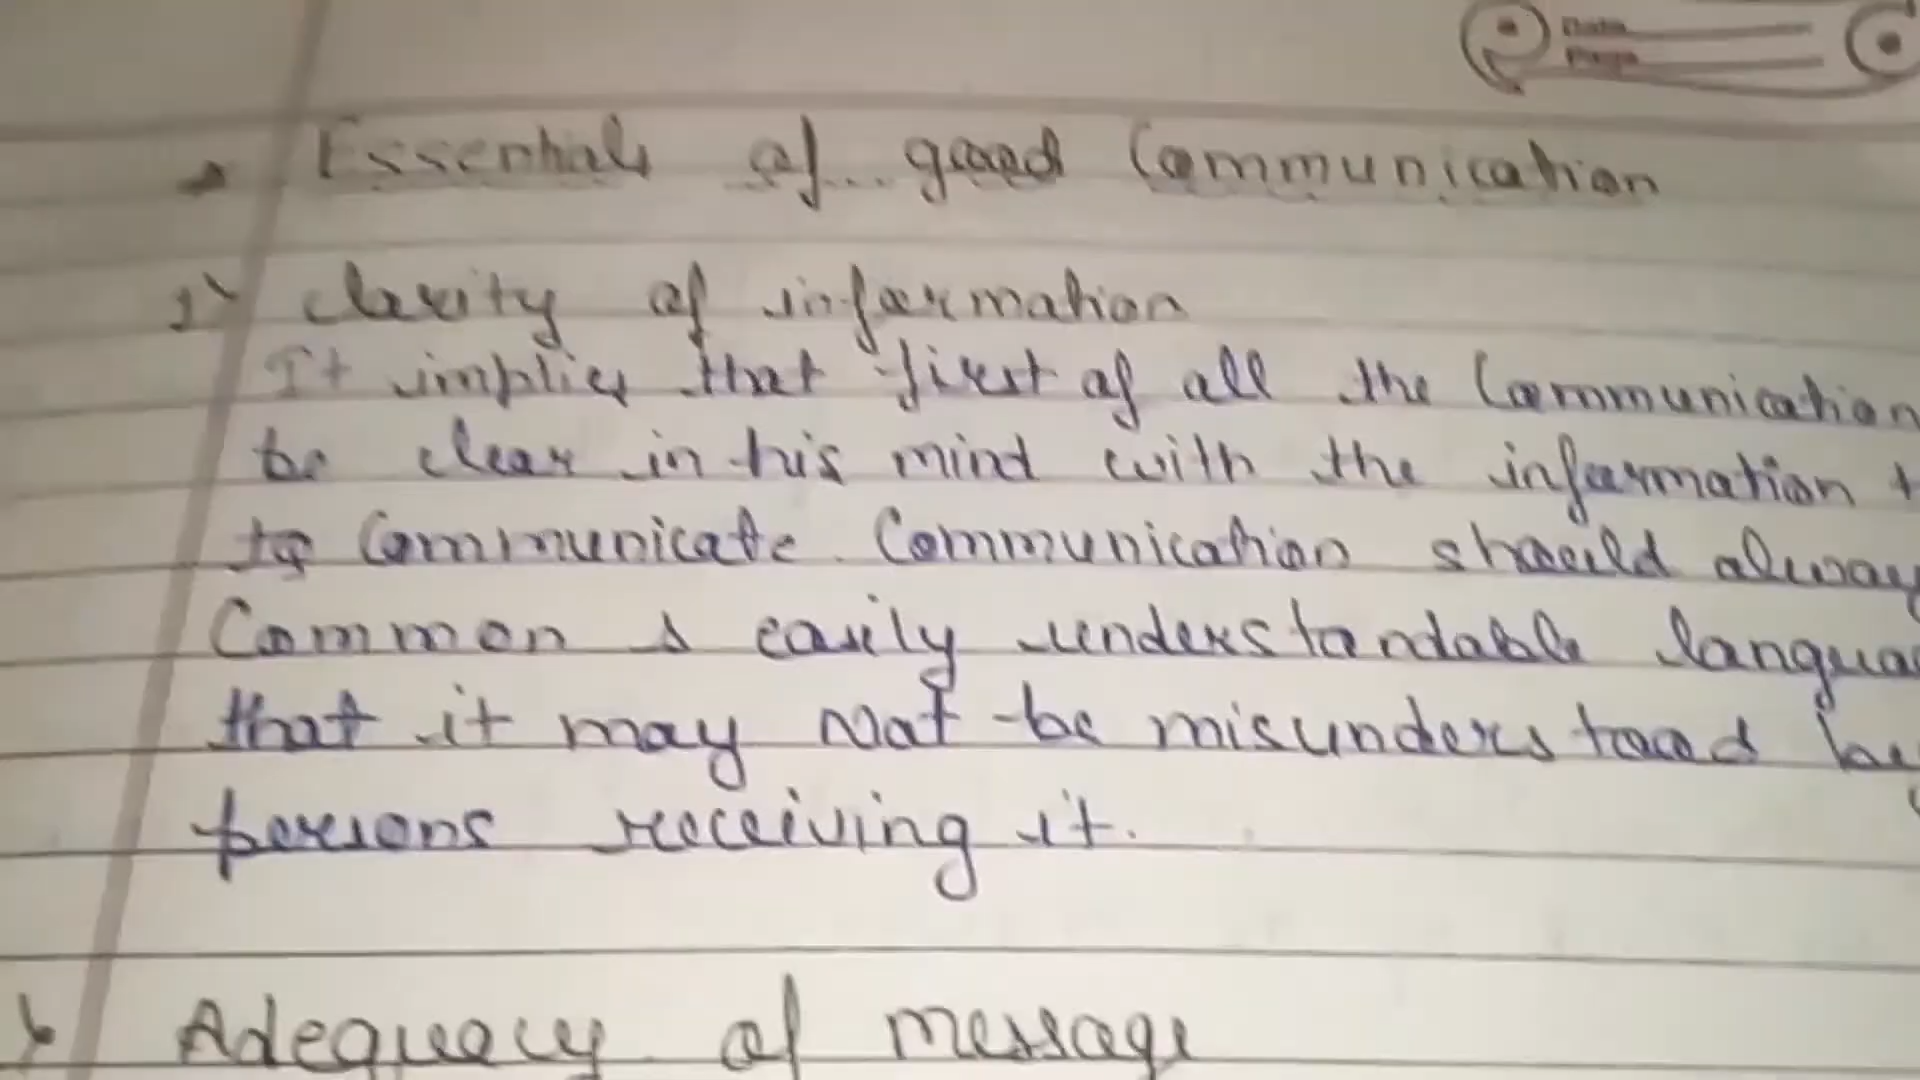 Date
Page
Essentials of good Communication
1) clarity of information
It implies that first of all the Communication
be clear in his mind with the information
to Communicate. Communication should alway
Common & easily understandable langua
that it may Not be misunderstood by
persons receiving it.
Adequacy of message